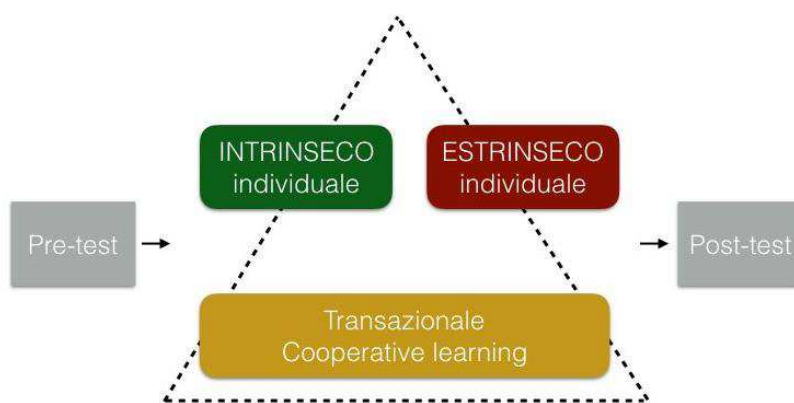 INTRINSECO
individuale
ESTRINSECO
individuale
Pre-test
Post-test
Transazionale
Cooperative learning